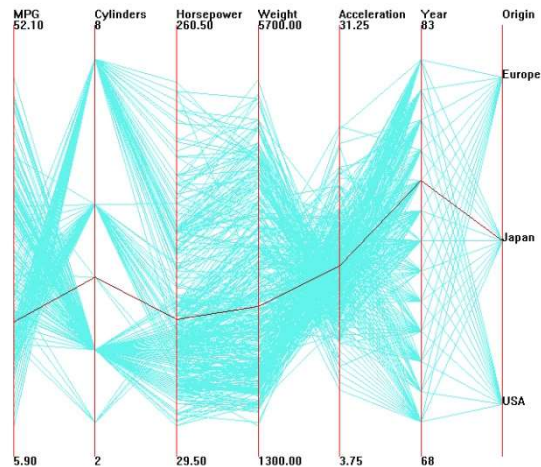 MPG Cylinders Horsepower Weight Acceleration Year Origin
52.10 8 260.50 5700.00 31.25 83
Europe
Japan
USA
5.90 2 29.50 1300.00 3.75 68